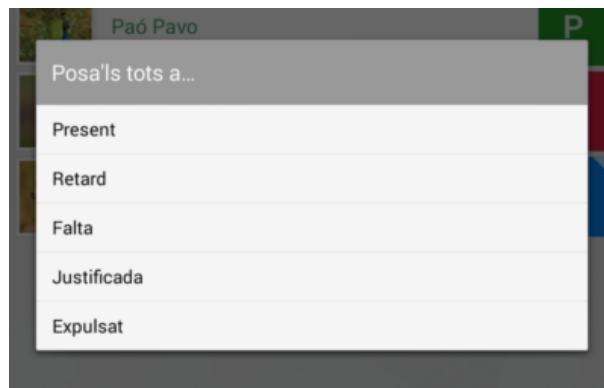 Paó Pavo
P
Posa'ls tots a...
Present
Retard
Falta
Justificada
Expulsat